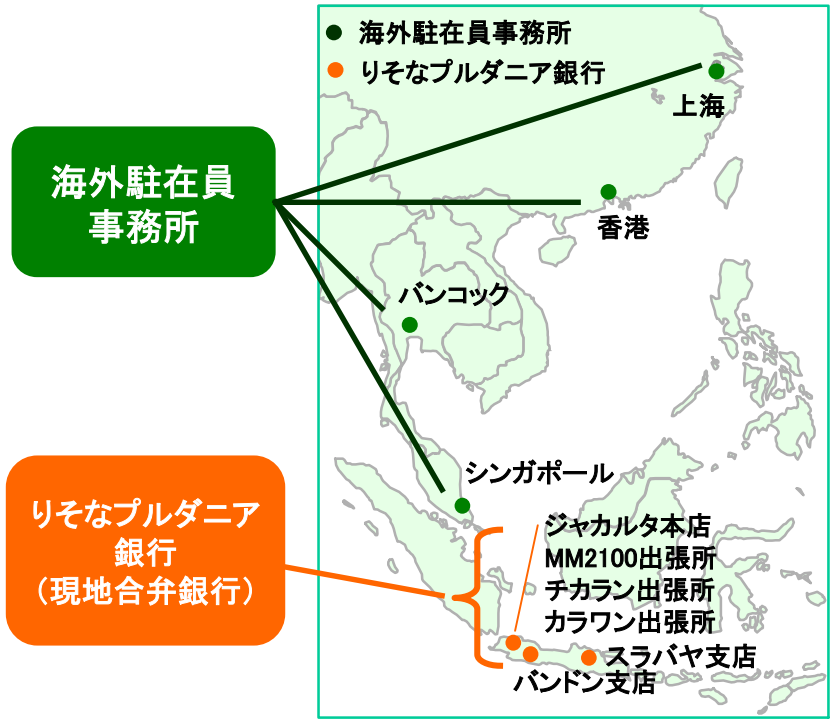 海外駐在員事務所
りそなプルダニア銀行
上海
海外駐在員
事務所
香港
バンコック
シンガポール
りそなプルダニア
銀行
(現地合弁銀行)
ジャカルタ本店
MM2100出張所
チカラン出張所
カラワン出張所
スラバヤ支店
バンドン支店